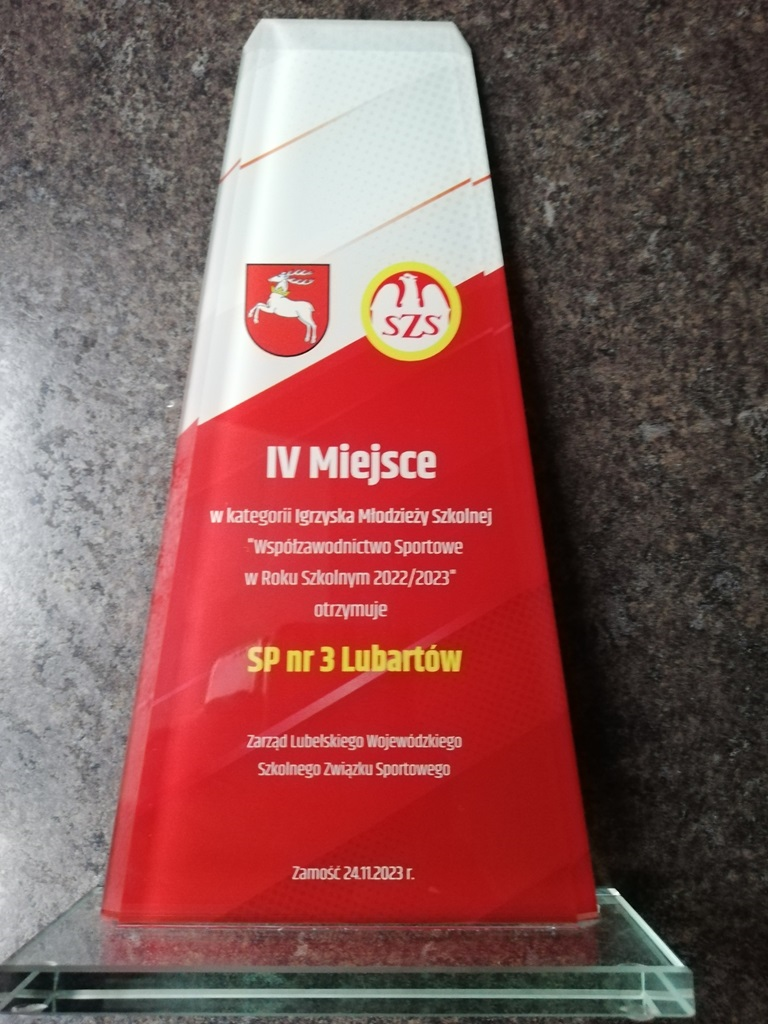 SZS
IV Miejsce
w kategorii Igrzyska Młodzieży Szkolnej
"Współzawodnictwo Sportowe
w Roku Szkolnym 2022/2023"
otrzymuje
SP nr 3 Lubartów
Zarząd Lubelskiego Wojewódzkiego
Szkolnego Związku Sportowego
Zamość 24.11.2023 r.